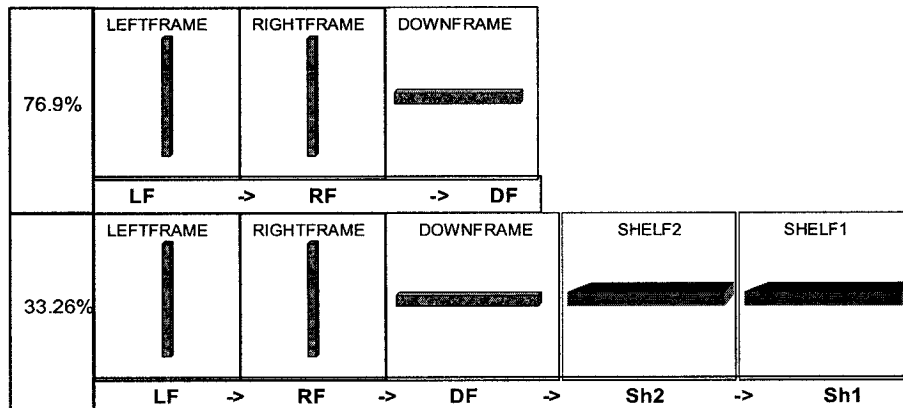 LEFTFRAME RIGHTFRAME DOWNFRAME
76.9%
LF -> RF -> DF
LEFTFRAME RIGHTFRAME DOWNFRAME SHELF2 SHELF1
33.26%
LF -> RF -> DF -> Sh2 -> Sh1